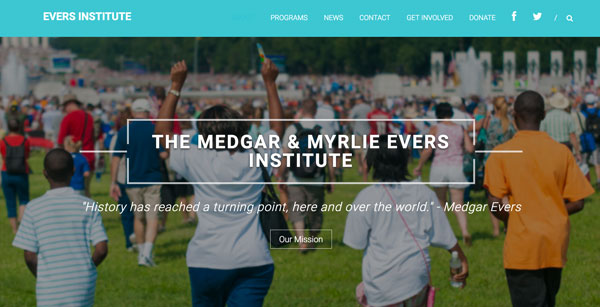 EVERS INSTITUTE
PROGRAMS NEWS CONTACT GET INVOLVED DONATE f /
THE MEDGAR & MYRLIE EVERS
INSTITUTE
"History has reached a turning point, here and over the world." - Medgar Evers
Our Mission